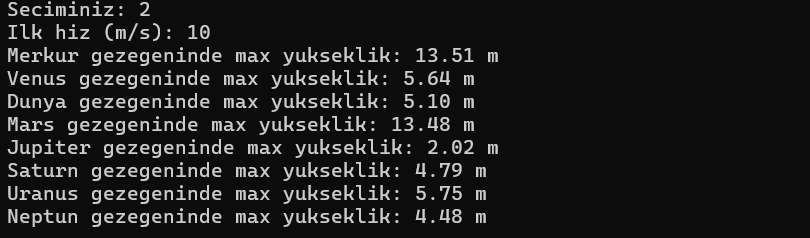 Seciminiz: 2
Ilk hiz (m/s): 10
Merkur gezegeninde max yukseklik: 13.51 m
Venus gezegeninde max yukseklik: 5.64 m
Dunya gezegeninde max yukseklik: 5.10 m
Mars gezegeninde max yukseklik: 13.48 m
Jupiter gezegeninde max yukseklik: 2.02 m
Saturn gezegeninde max yukseklik: 4.79 m
Uranus gezegeninde max yukseklik: 5.75 m
Neptun gezegeninde max yukseklik: 4.48 m